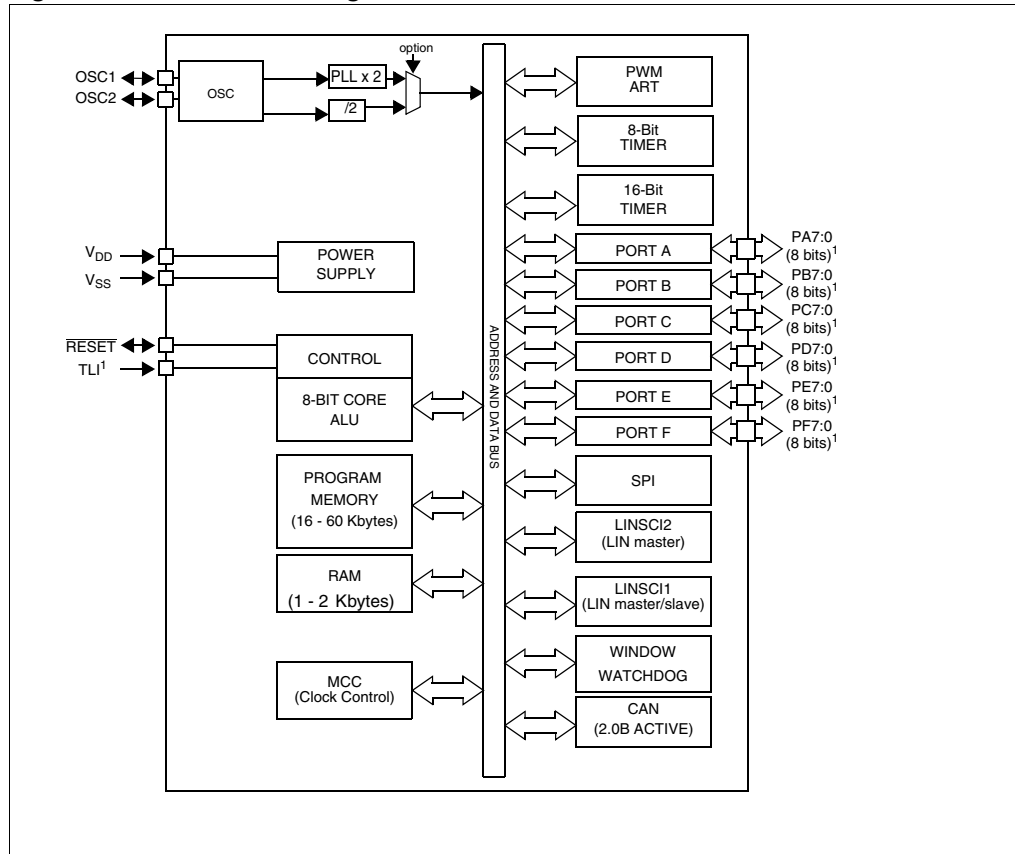 option
OSC1
OSC2
OSC
PLL x 2
/2
V_DD
V_SS
POWER
SUPPLY
RESET
TLI¹
CONTROL
8-BIT CORE
ALU
PROGRAM
MEMORY
(16 - 60 Kbytes)
RAM
(1 - 2 Kbytes)
MCC
(Clock Control)
ADDRESS AND DATA BUS
PWM
ART
8-Bit
TIMER
16-Bit
TIMER
PORT A
PA7:0
(8 bits)¹
PORT B
PB7:0
(8 bits)¹
PORT C
PC7:0
(8 bits)¹
PORT D
PD7:0
(8 bits)¹
PORT E
PE7:0
(8 bits)¹
PORT F
PF7:0
(8 bits)¹
SPI
LINSCI2
(LIN master)
LINSCI1
(LIN master/slave)
WINDOW
WATCHDOG
CAN
(2.0B ACTIVE)